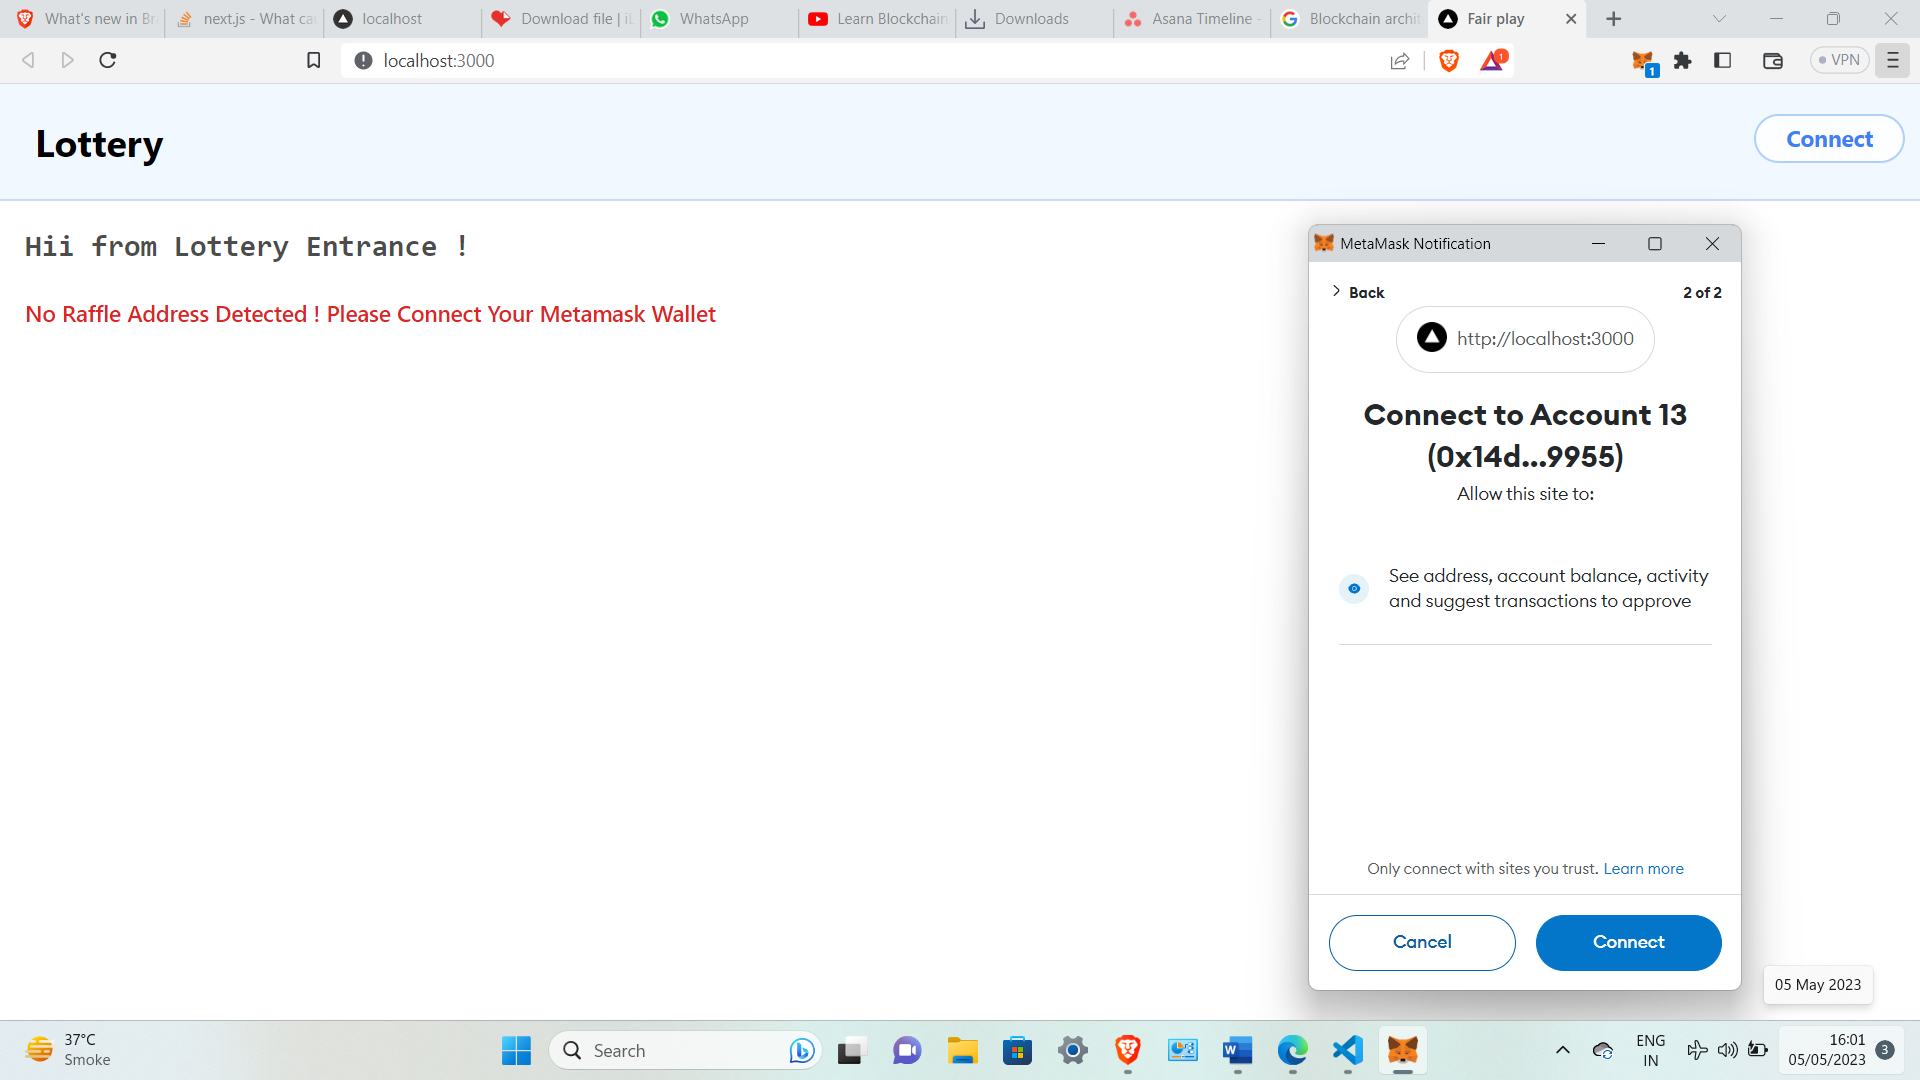 What's new in Br
next.js - What ca
localhost
Download file | iL
WhatsApp
Learn Blockchain
Downloads
Asana Timeline -
Blockchain archit
Fair play
localhost:3000
1
1
VPN
Lottery
Connect
Hii from Lottery Entrance !
No Raffle Address Detected ! Please Connect Your Metamask Wallet
MetaMask Notification
Back
2 of 2
http://localhost:3000
Connect to Account 13
(0x14d...9955)
Allow this site to:
See address, account balance, activity
and suggest transactions to approve
Only connect with sites you trust. Learn more
Cancel
Connect
05 May 2023
37°C
Smoke
Search
ENG
IN
16:01
05/05/2023
3